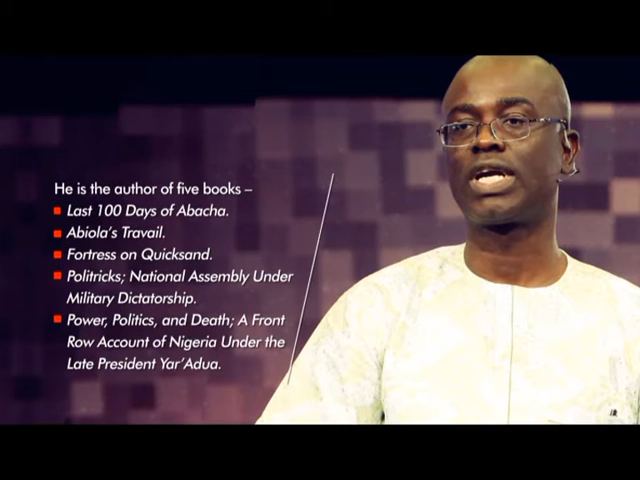 He is the author of five books –
Last 100 Days of Abacha.
Abiola's Travail.
Fortress on Quicksand.
Politricks; National Assembly Under
Military Dictatorship.
Power, Politics, and Death; A Front
Row Account of Nigeria Under the
Late President Yar'Adua.